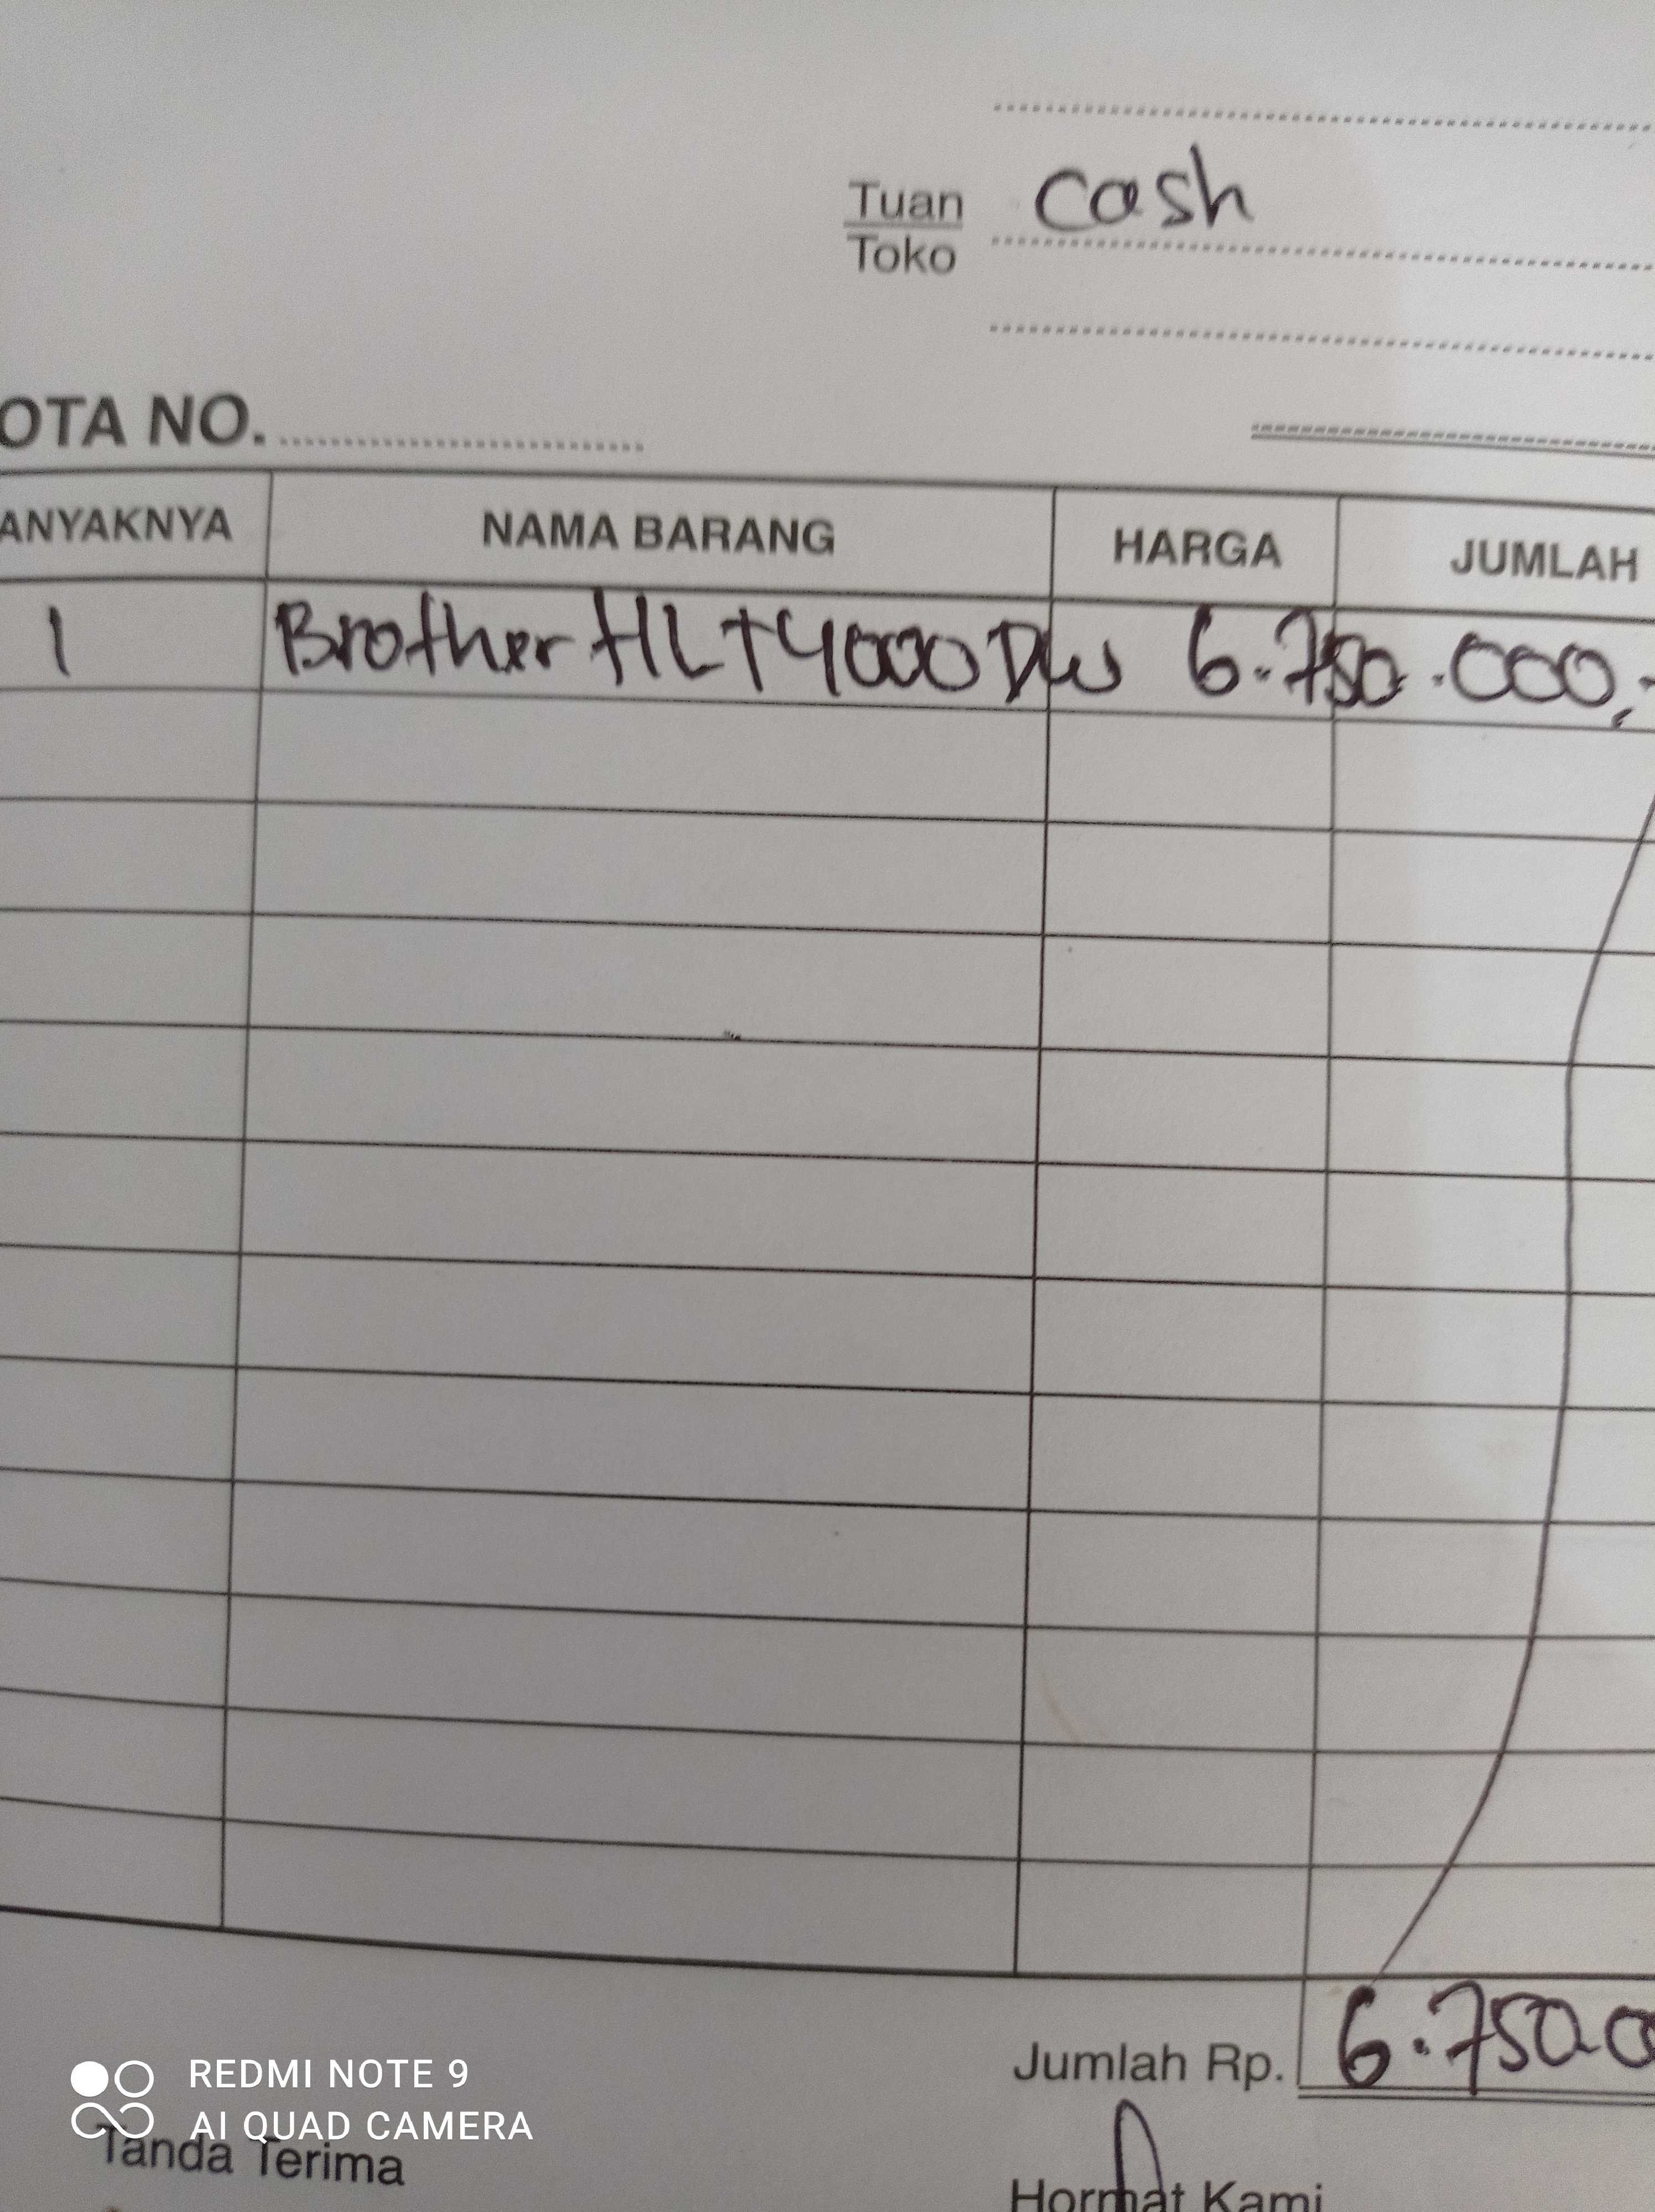 Tuan cash
Toko
OTA NO.
ANYAKNYA NAMA BARANG HARGA JUMLAH
1 Brother HLT4000DW 6.750.000,-
Jumlah Rp. 6.750.0
REDMI NOTE 9
AI QUAD CAMERA
Tanda Terima Hormat Kami